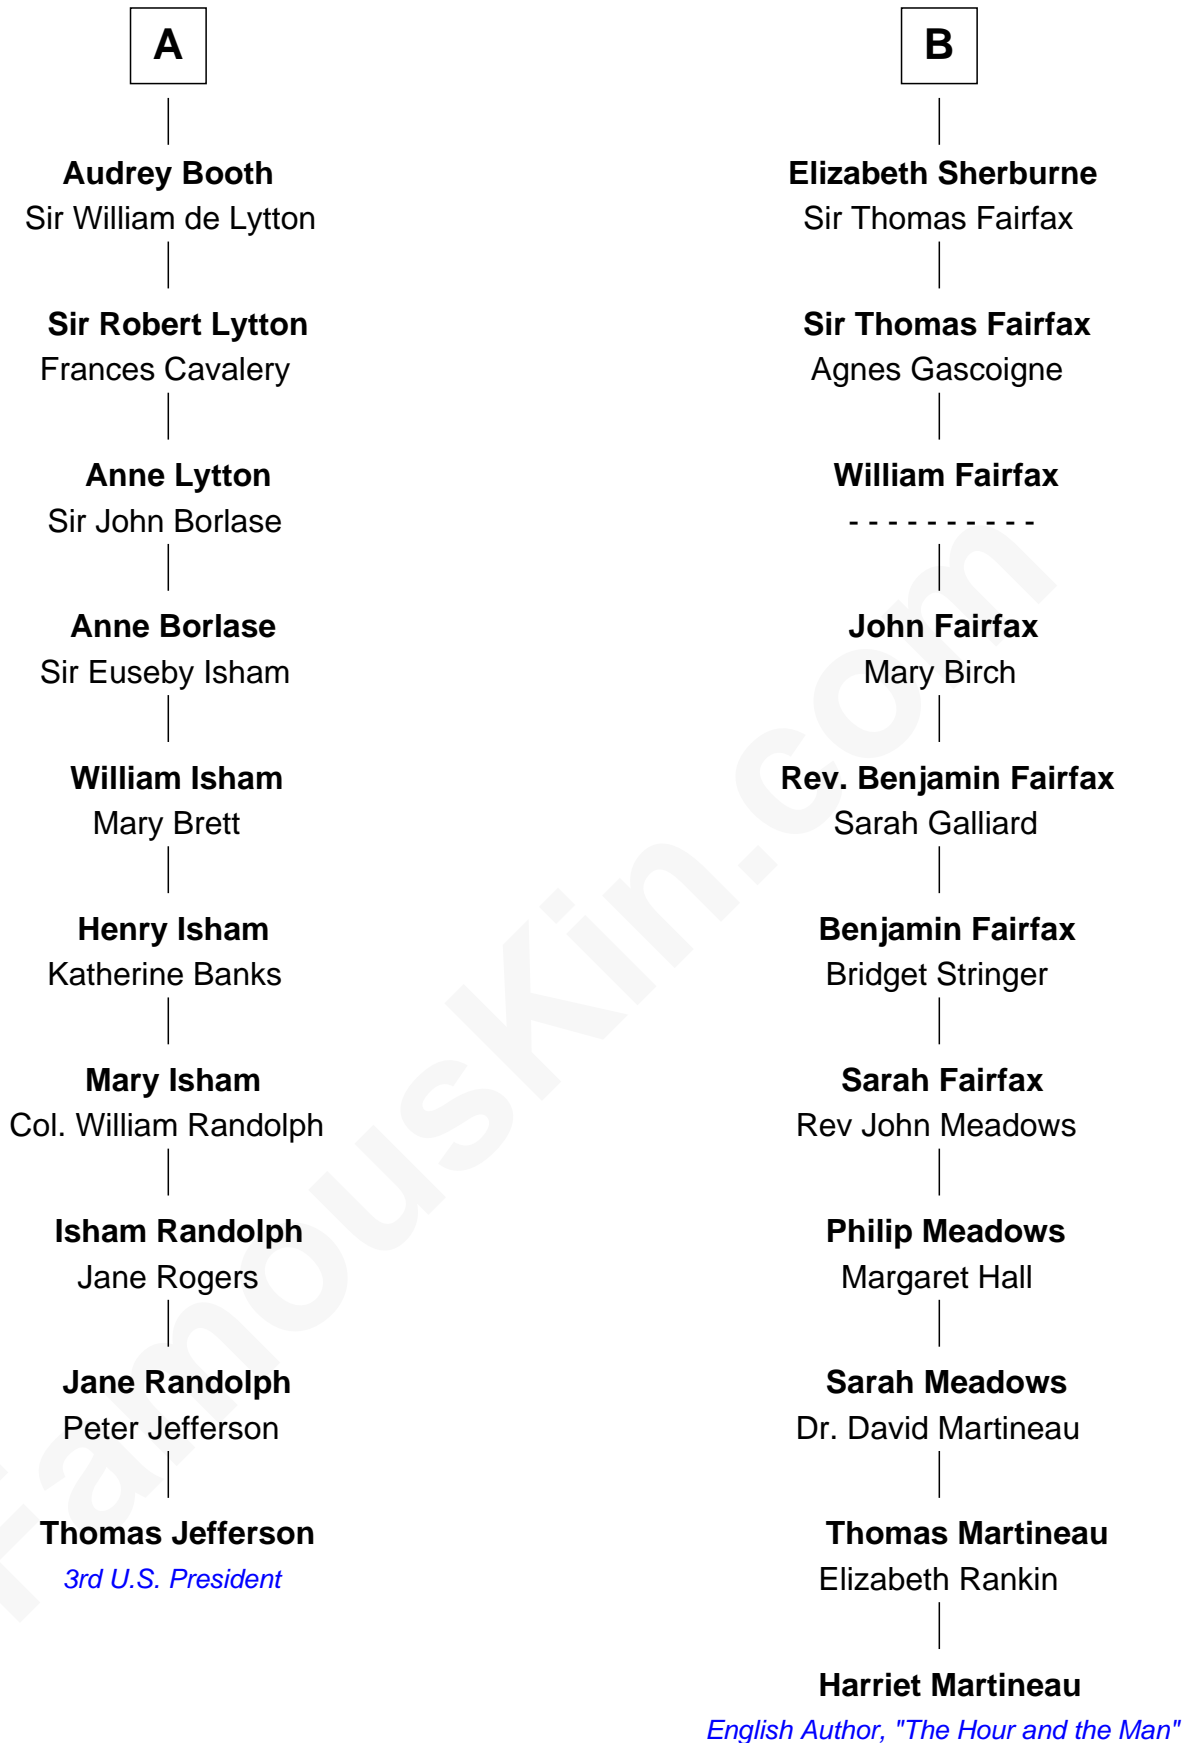 A
Audrey Booth
Sir William de Lytton
Sir Robert Lytton
Frances Cavalery
Anne Lytton
Sir John Borlase
Anne Borlase
Sir Euseby Isham
William Isham
Mary Brett
Henry Isham
Katherine Banks
Mary Isham
Col. William Randolph
Isham Randolph
Jane Rogers
Jane Randolph
Peter Jefferson
Thomas Jefferson
3rd U.S. President
B
Elizabeth Sherburne
Sir Thomas Fairfax
Sir Thomas Fairfax
Agnes Gascoigne
William Fairfax
- - - - - - - - - -
John Fairfax
Mary Birch
Rev. Benjamin Fairfax
Sarah Galliard
Benjamin Fairfax
Bridget Stringer
Sarah Fairfax
Rev John Meadows
Philip Meadows
Margaret Hall
Sarah Meadows
Dr. David Martineau
Thomas Martineau
Elizabeth Rankin
Harriet Martineau
English Author, "The Hour and the Man"
FamousKin.com